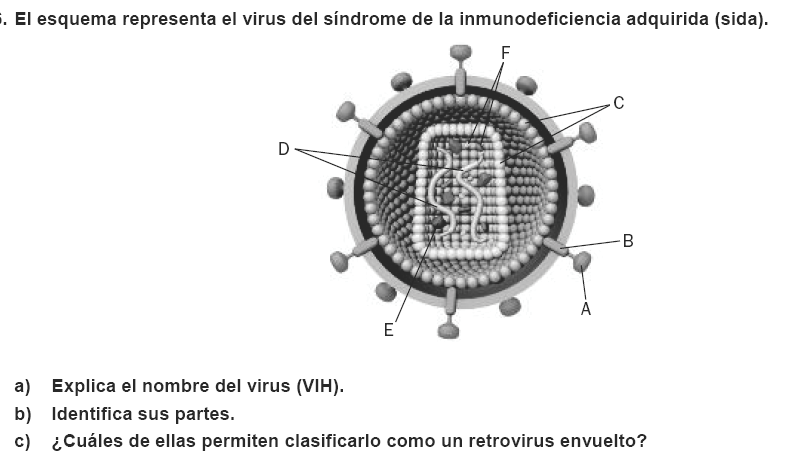 . El esquema representa el virus del síndrome de la inmunodeficiencia adquirida (sida).
F
C
D
B
A
E
a) Explica el nombre del virus (VIH).
b) Identifica sus partes.
c) ¿Cuáles de ellas permiten clasificarlo como un retrovirus envuelto?